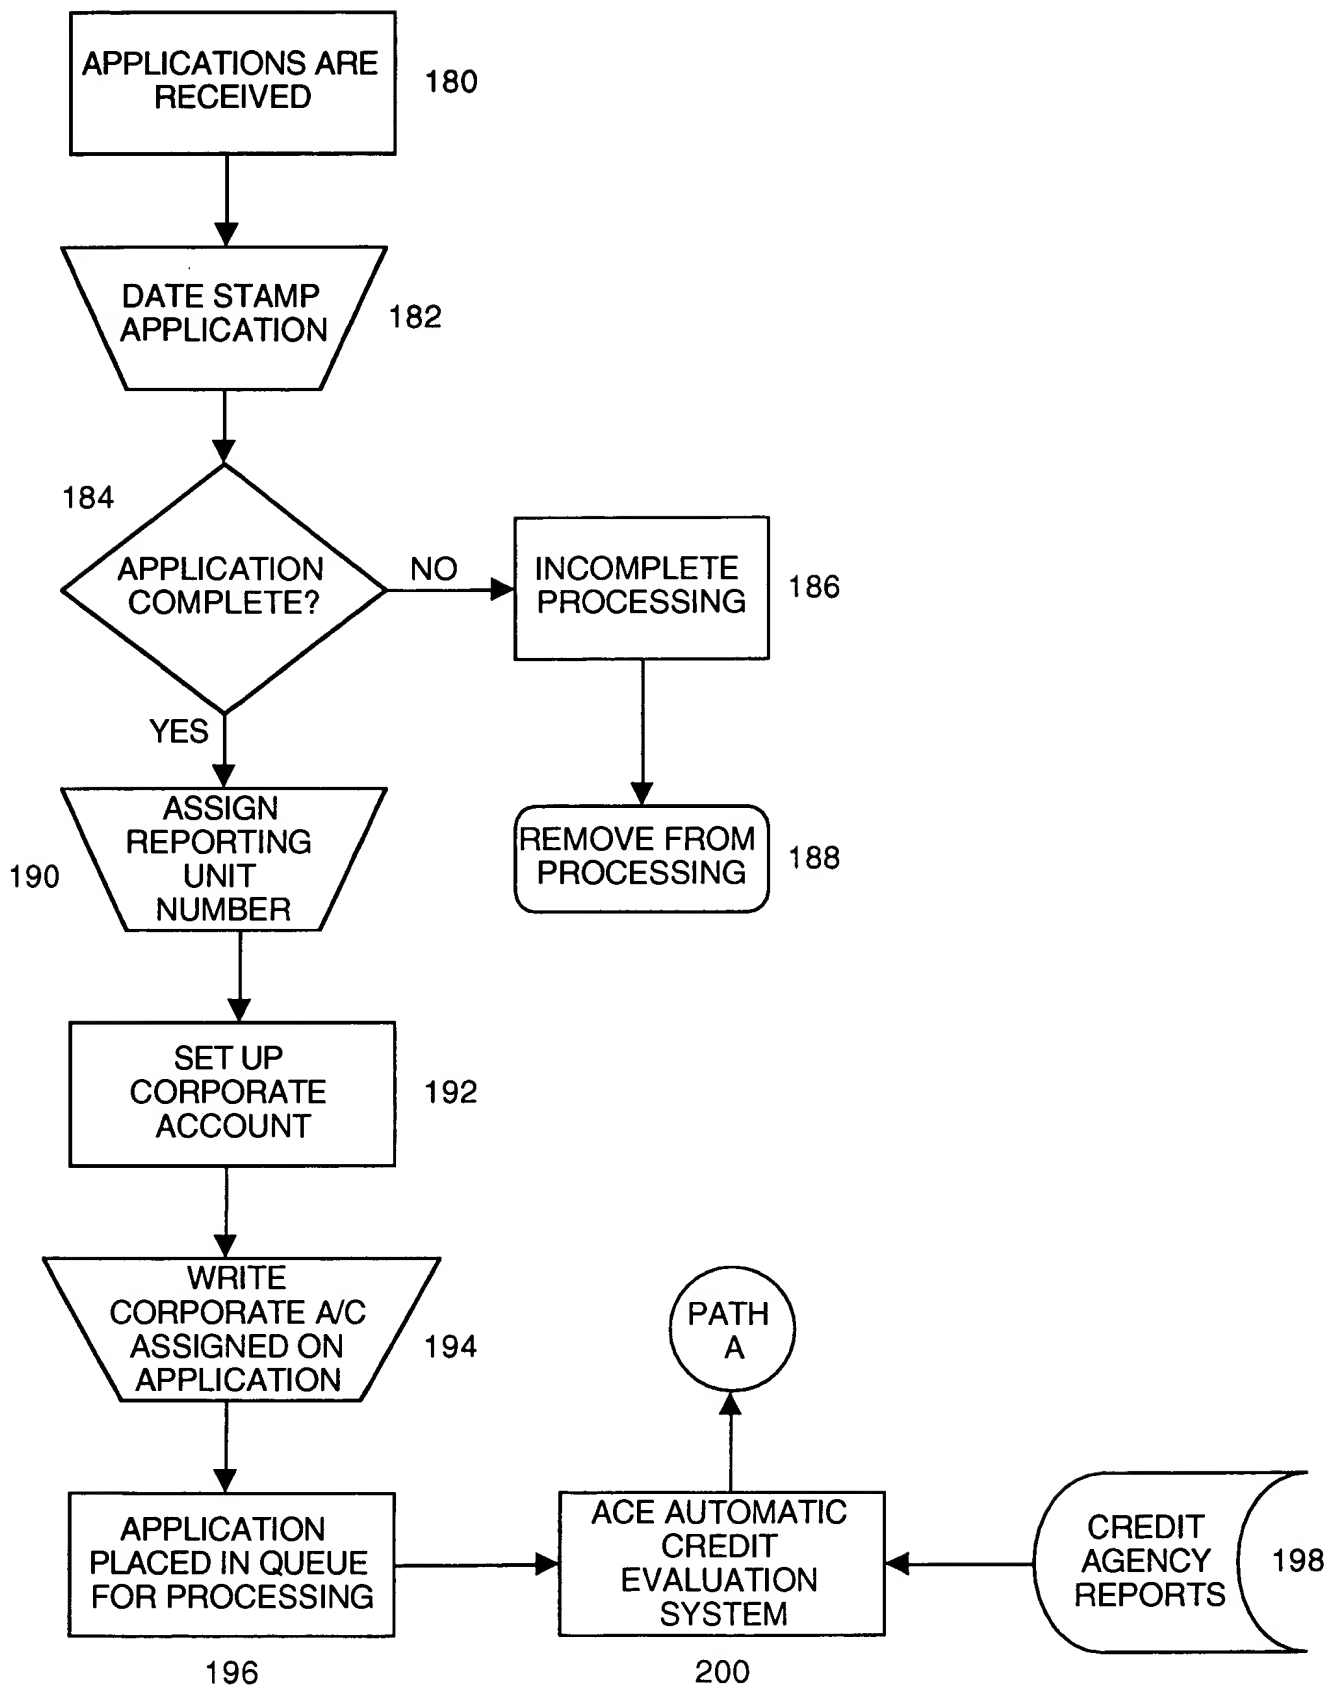 APPLICATIONS ARE
RECEIVED
180
DATE STAMP
APPLICATION
182
184
APPLICATION
COMPLETE?
NO
INCOMPLETE
PROCESSING
186
YES
REMOVE FROM
PROCESSING
188
ASSIGN
REPORTING
UNIT
NUMBER
190
SET UP
CORPORATE
ACCOUNT
192
WRITE
CORPORATE A/C
ASSIGNED ON
APPLICATION
194
PATH
A
APPLICATION
PLACED IN QUEUE
FOR PROCESSING
196
ACE AUTOMATIC
CREDIT
EVALUATION
SYSTEM
200
CREDIT
AGENCY
REPORTS
198